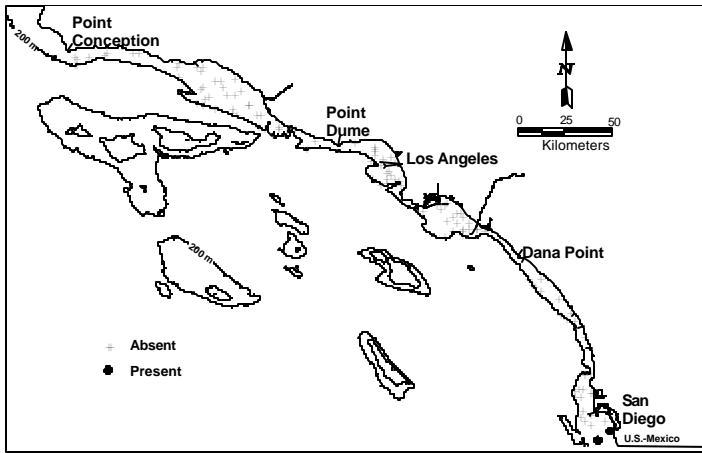 Point
Conception
200 m
N
Point
Dume
0 25 50
Kilometers
Los Angeles
200 m
Dana Point
Absent
Present
San
Diego
U.S.-Mexico